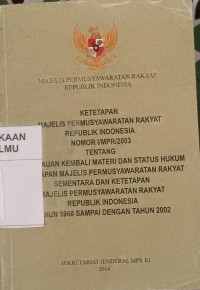 MAJELIS PERMUSYAWARATAN RAKYAT
REPUBLIK INDONESIA
KETETAPAN
MAJELIS PERMUSYAWARATAN RAKYAT
REPUBLIK INDONESIA
NOMOR I/MPR/2003
TENTANG
AUAN KEMBALI MATERI DAN STATUS HUKUM
APAN MAJELIS PERMUSYAWARATAN RAKYAT
SEMENTARA DAN KETETAPAN
MAJELIS PERMUSYAWARATAN RAKYAT
REPUBLIK INDONESIA
HUN 1960 SAMPAI DENGAN TAHUN 2002
KAAN
LMU
SEKRETARIAT JENDERAL MPR RI
2014